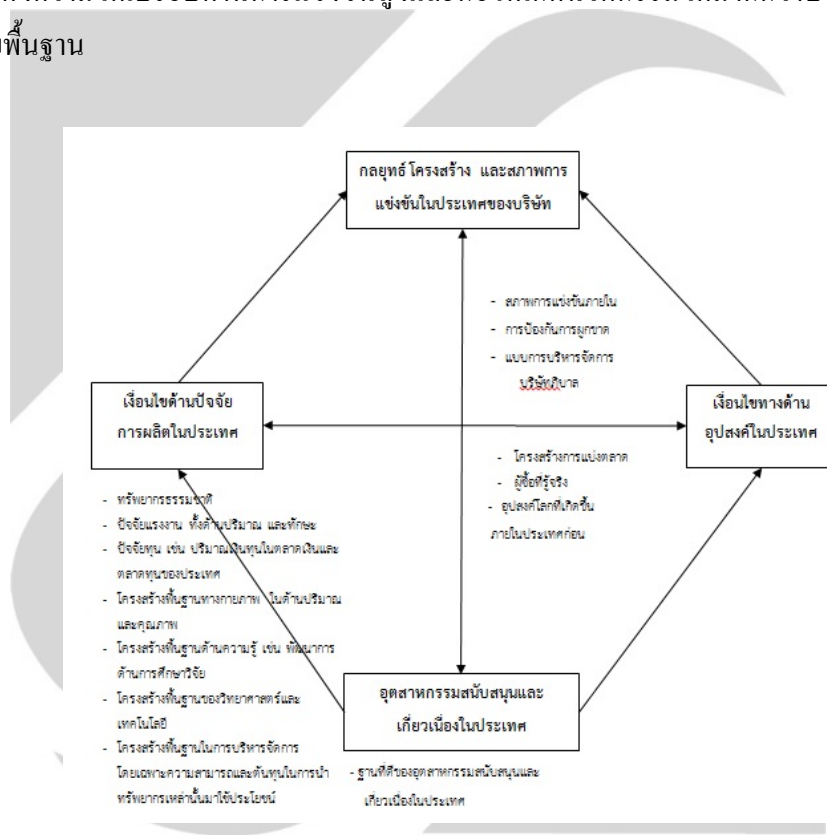 พื้นฐาน
กลยุทธ์ โครงสร้าง และสภาพการ
แข่งขันในประเทศของบริษัท
- สภาพการแข่งขันภายใน
- การป้องกันการผูกขาด
- แบบการบริหารจัดการ
บริษัทภิบาล
เงื่อนไขด้านปัจจัย
การผลิตในประเทศ
เงื่อนไขทางด้าน
อุปสงค์ในประเทศ
- โครงสร้างการแบ่งตลาด
- ผู้ซื้อที่รู้จริง
- อุปสงค์โลกที่เกิดขึ้น
ภายในประเทศก่อน
- ทรัพยากรธรรมชาติ
- ปัจจัยแรงงาน ทั้งด้านปริมาณ และทักษะ
- ปัจจัยทุน เช่น ปริมาณเงินทุนในตลาดเงินและ
ตลาดทุนของประเทศ
- โครงสร้างพื้นฐานทางกายภาพ ในด้านปริมาณ
และคุณภาพ
- โครงสร้างพื้นฐานด้านความรู้ เช่น พัฒนาการ
ด้านการศึกษาวิจัย
- โครงสร้างพื้นฐานของวิทยาศาสตร์และ
เทคโนโลยี
- โครงสร้างพื้นฐานในการบริหารจัดการ
โดยเฉพาะความสามารถและต้นทุนในการนำ
ทรัพยากรเหล่านั้นมาใช้ประโยชน์
อุตสาหกรรมสนับสนุนและ
เกี่ยวเนื่องในประเทศ
- ฐานที่ดีของอุตสาหกรรมสนับสนุนและ
เกี่ยวเนื่องในประเทศ